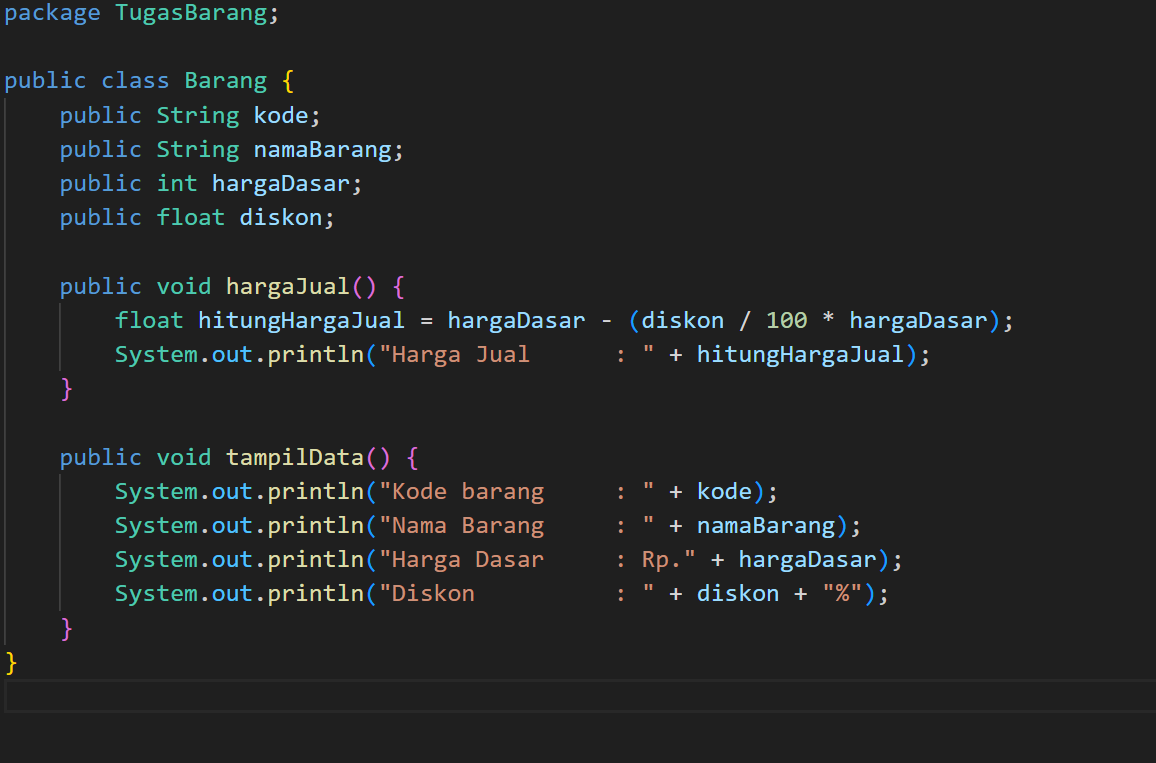 package TugasBarang;
public class Barang {
    public String kode;
    public String namaBarang;
    public int hargaDasar;
    public float diskon;
    public void hargaJual() {
        float hitungHargaJual = hargaDasar - (diskon / 100 * hargaDasar);
        System.out.println("Harga Jual      : " + hitungHargaJual);
    }
    public void tampilData() {
        System.out.println("Kode barang     : " + kode);
        System.out.println("Nama Barang     : " + namaBarang);
        System.out.println("Harga Dasar     : Rp." + hargaDasar);
        System.out.println("Diskon          : " + diskon + "%");
    }
}